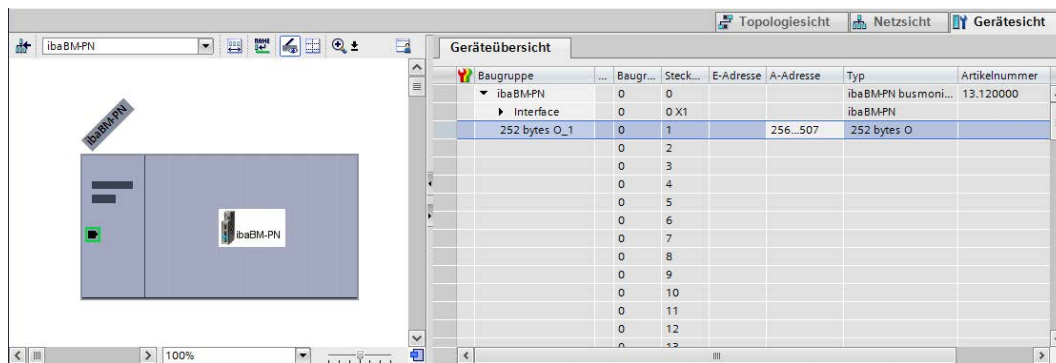 Topologiesicht Netzsicht Gerätesicht
ibaBM-PN
Geräteübersicht
Baugruppe ... Baugr... Steck... E-Adresse A-Adresse Typ Artikelnummer
ibaBM-PN 0 0 ibaBM-PN busmoni... 13.120000
Interface 0 0 X1 ibaBM-PN
252 bytes O_1 0 1 256...507 252 bytes O
0 2
0 3
0 4
0 5
0 6
0 7
0 8
0 9
0 10
0 11
0 12
0 13
ibaBM-PN
ibaBM-PN
100%